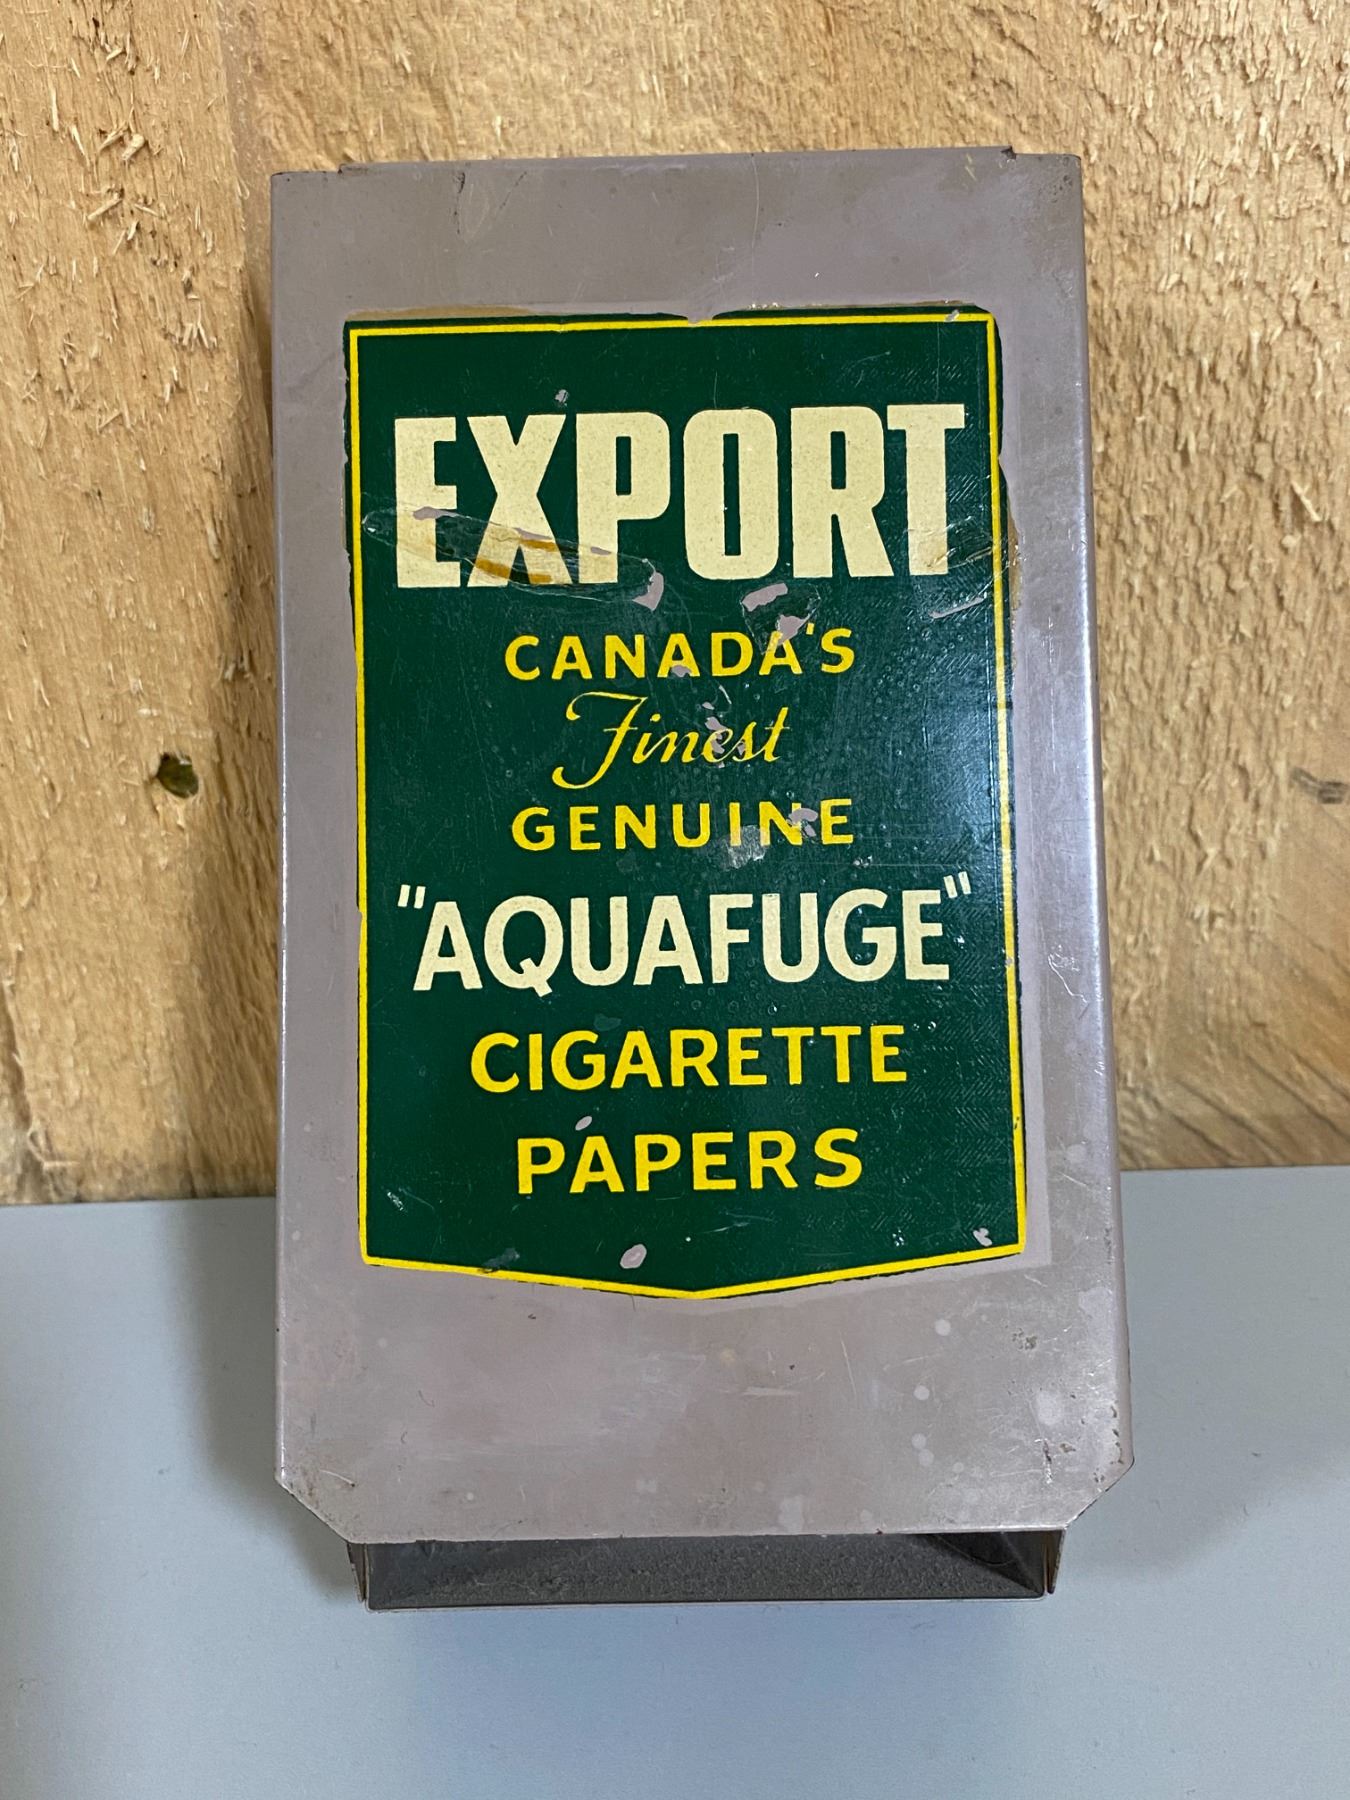 EXPORT
CANADA'S
Finest
GENUINE
"AQUAFUGE"
CIGARETTE
PAPERS